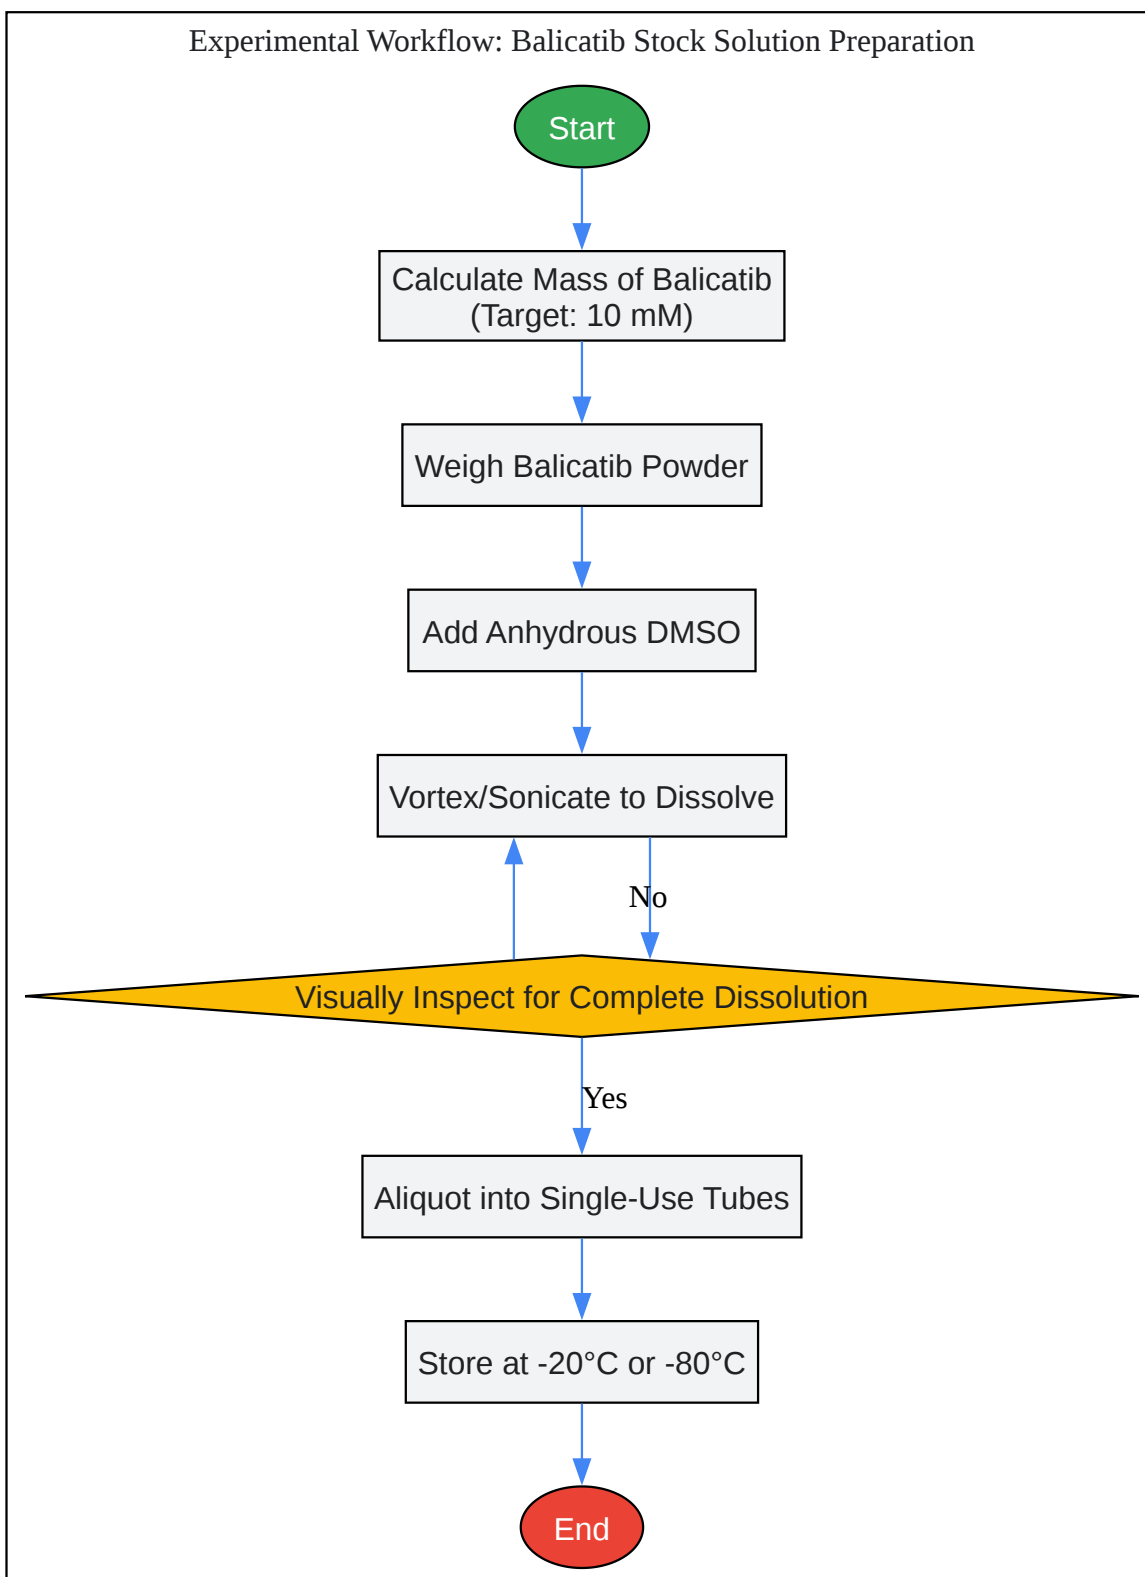 Experimental Workflow: Balicatib Stock Solution Preparation
Start
Calculate Mass of Balicatib
(Target: 10 mM)
Weigh Balicatib Powder
Add Anhydrous DMSO
Vortex/Sonicate to Dissolve
No
Visually Inspect for Complete Dissolution
Yes
Aliquot into Single-Use Tubes
Store at -20°C or -80°C
End